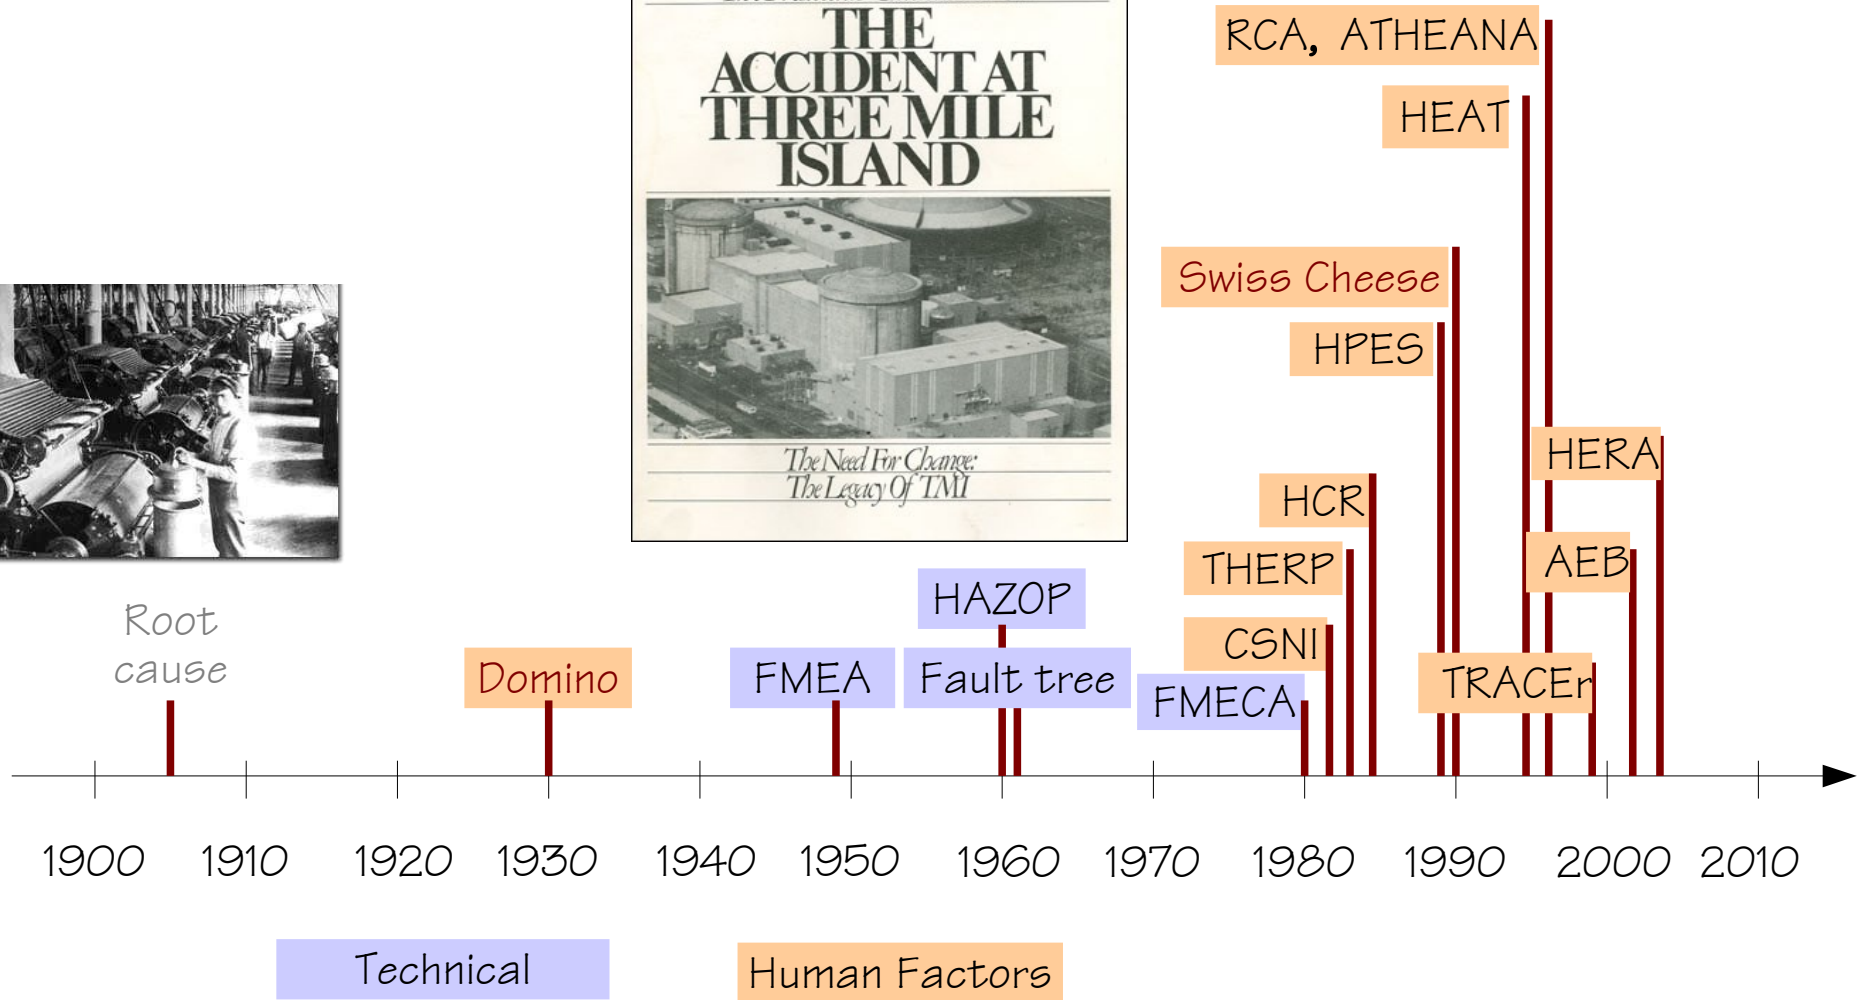 THE
ACCIDENT AT
THREE MILE
ISLAND
The Need For Change:
The Legacy Of TMI
RCA, ATHEANA
HEAT
Swiss Cheese
HPES
HERA
HCR
AEB
THERP
HAZOP
CSNI
Root
cause
Domino
FMEA
Fault tree
FMECA
TRACEr
1900 1910 1920 1930 1940 1950 1960 1970 1980 1990 2000 2010
Technical
Human Factors